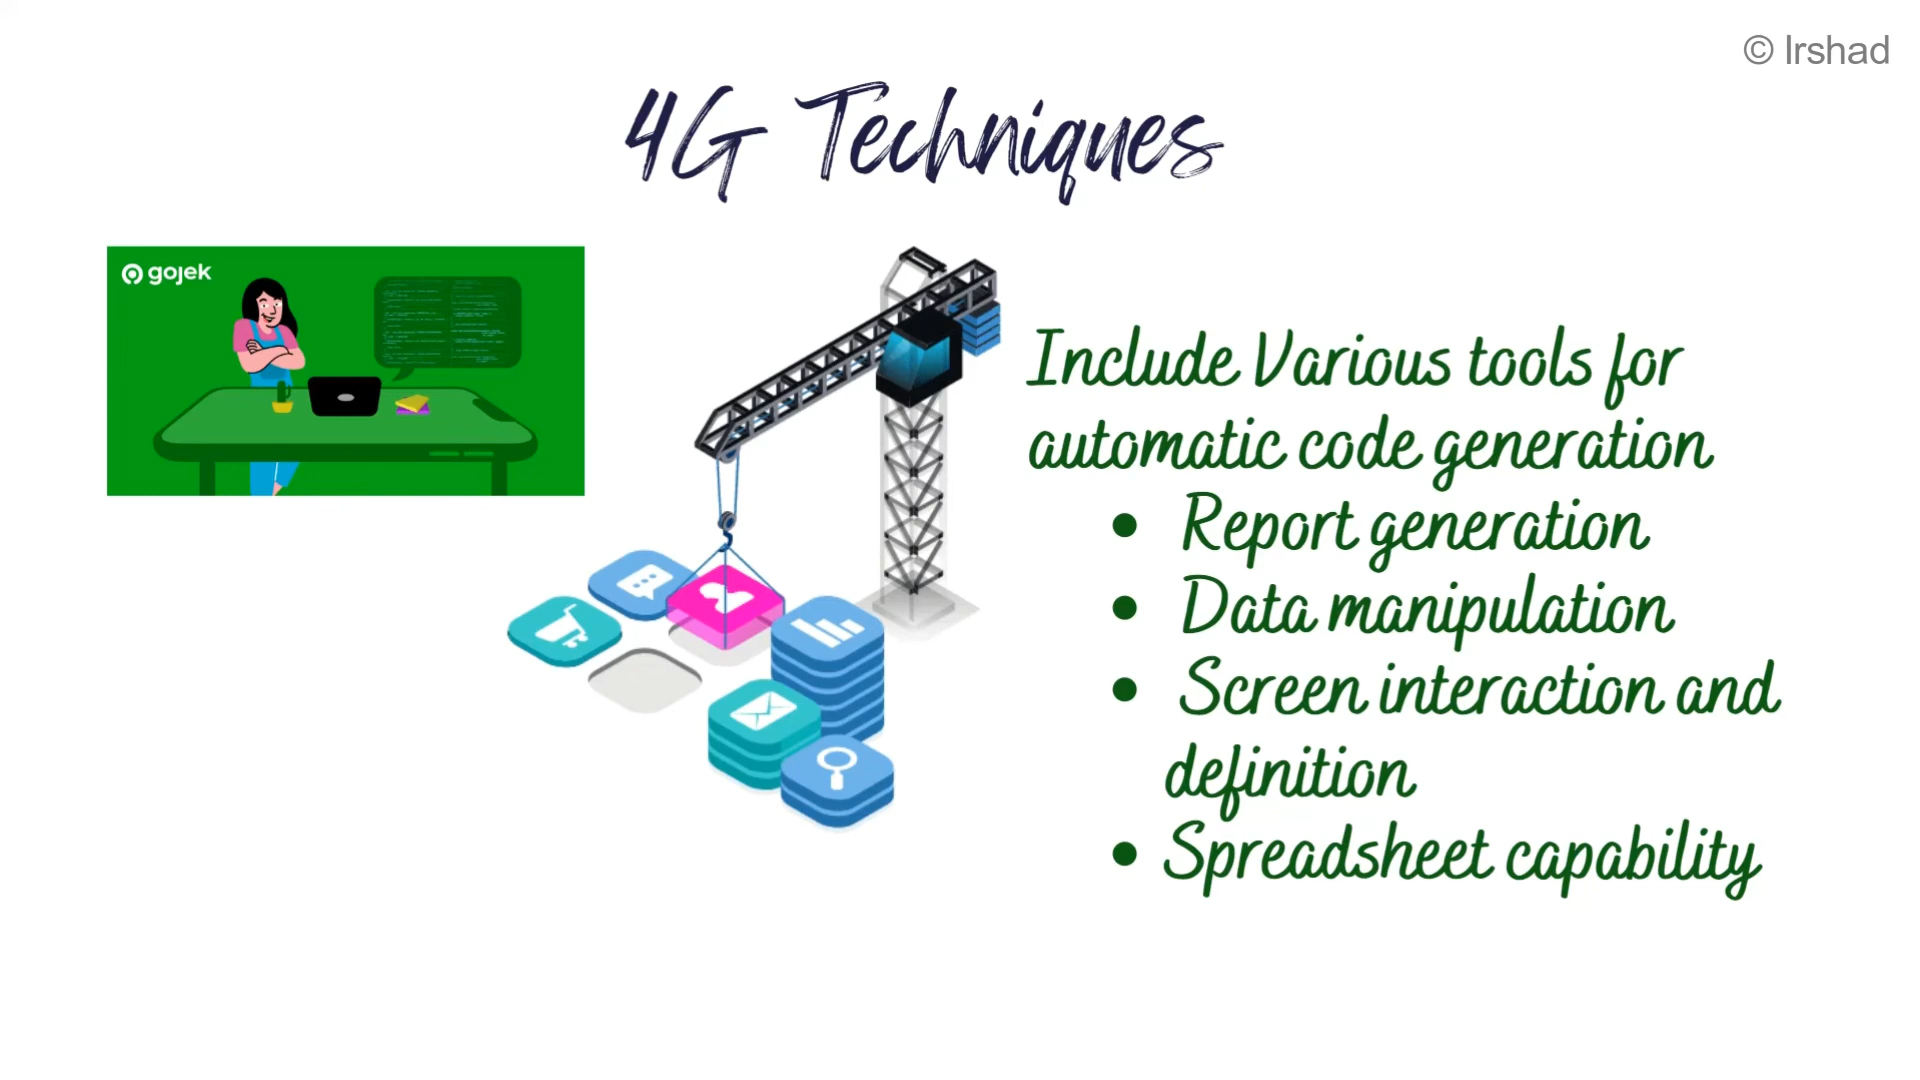 © Irshad
4G Techniques
gojek
Include Various tools for
automatic code generation
• Report generation
• Data manipulation
• Screen interaction and
definition
• Spreadsheet capability